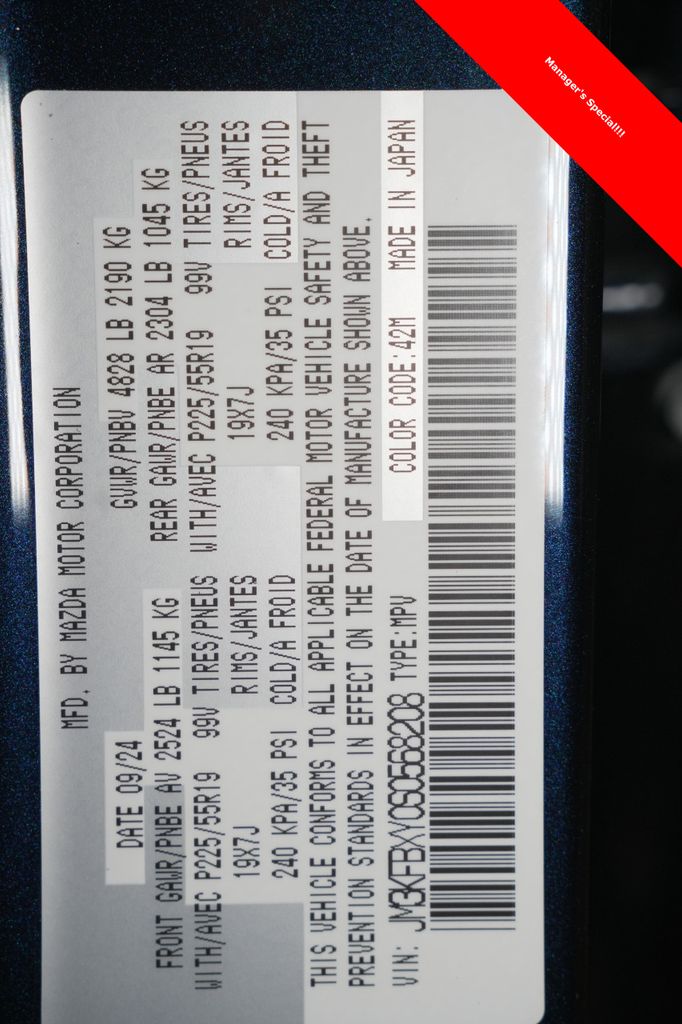 Manager's Special!!!
MFD. BY MAZDA MOTOR CORPORATION
DATE 09/24 GVWR/PNBV 4828 LB 2190 KG
FRONT GAWR/PNBE AV 2524 LB 1145 KG REAR GAWR/PNBE AR 2304 LB 1045 KG
WITH/AVEC P225/55R19 99V TIRES/PNEUS WITH/AVEC P225/55R19 99V TIRES/PNEUS
19X7J RIMS/JANTES 19X7J RIMS/JANTES
240 KPA/35 PSI COLD/A FROID 240 KPA/35 PSI COLD/A FROID
THIS VEHICLE CONFORMS TO ALL APPLICABLE FEDERAL MOTOR VEHICLE SAFETY AND THEFT
PREVENTION STANDARDS IN EFFECT ON THE DATE OF MANUFACTURE SHOWN ABOVE.
VIN: JM3KFBXY0S0568208 TYPE:MPV COLOR CODE:42M MADE IN JAPAN